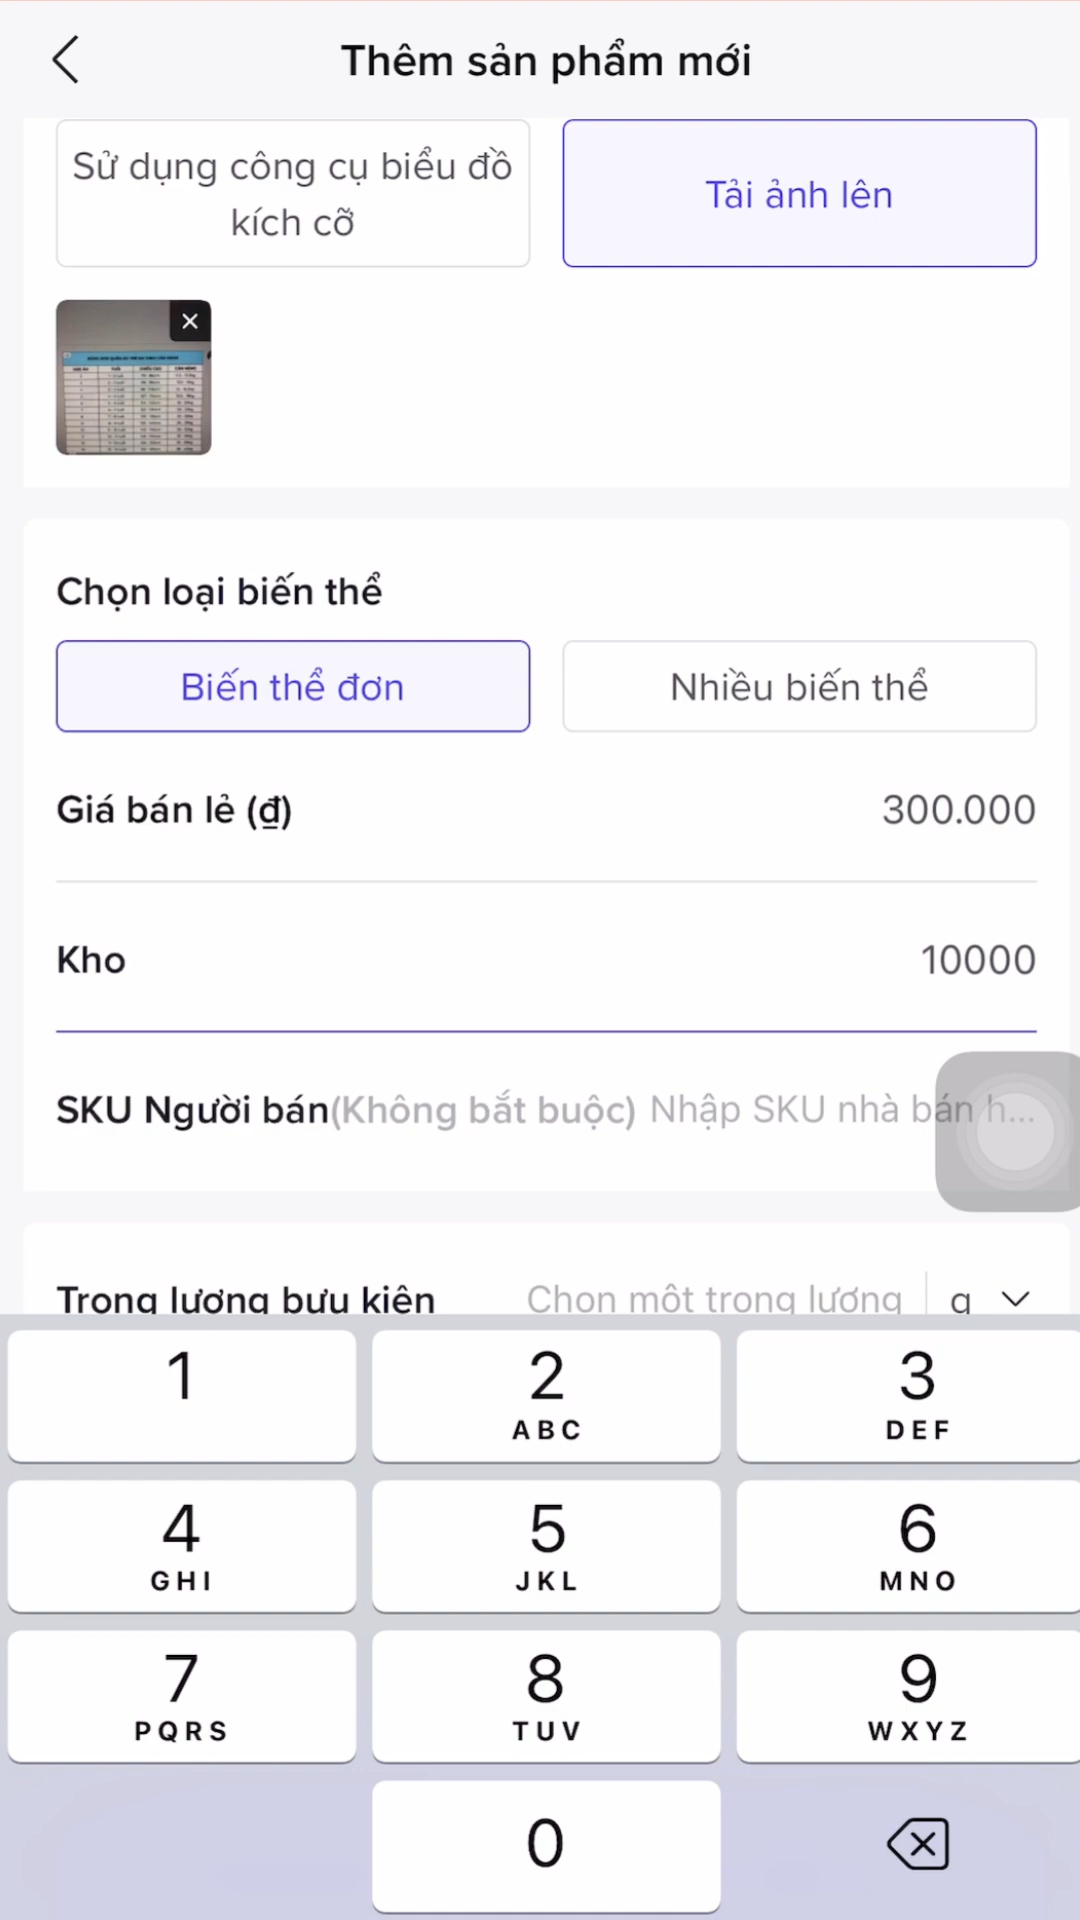 Thêm sản phẩm mới
Sử dụng công cụ biểu đồ
kích cỡ
Tải ảnh lên
Chọn loại biến thể
Biến thể đơn
Nhiều biến thể
Giá bán lẻ (₫)
300.000
Kho
10000
SKU Người bán(Không bắt buộc) Nhập SKU nhà bán h...
Trọng lượng bưu kiện
Chọn một trọng lượng
g
1
2
ABC
3
DEF
4
GHI
5
JKL
6
MNO
7
PQRS
8
TUV
9
WXYZ
0